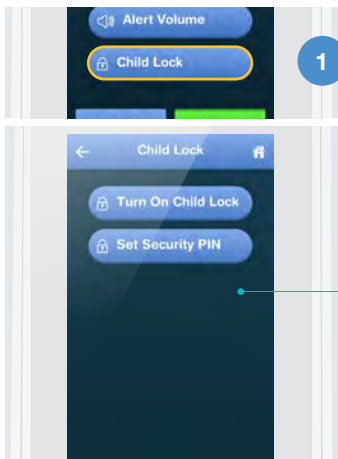 Alert Volume
Child Lock
1
Child Lock
Turn On Child Lock
Set Security PIN